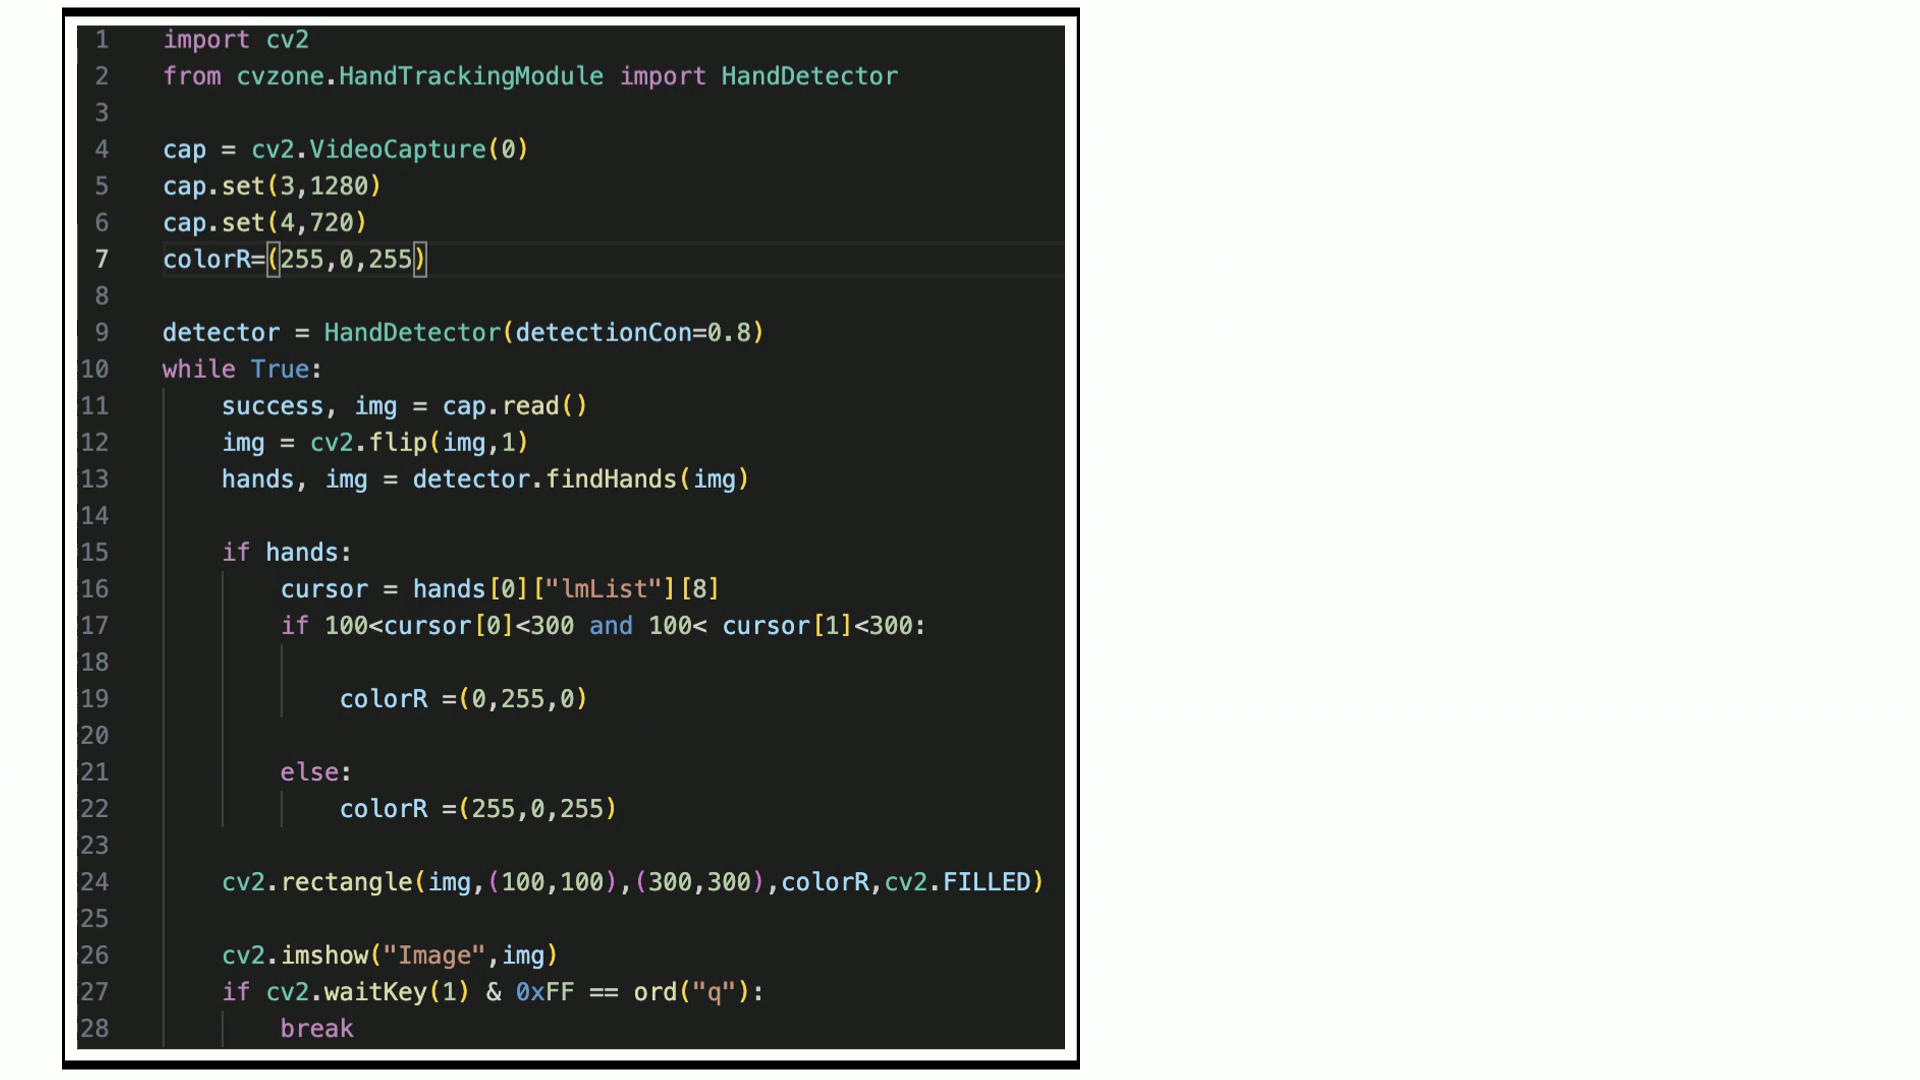 1 import cv2
2 from cvzone.HandTrackingModule import HandDetector
3
4 cap = cv2.VideoCapture(0)
5 cap.set(3,1280)
6 cap.set(4,720)
7 colorR=(255,0,255)
8
9 detector = HandDetector(detectionCon=0.8)
10 while True:
11     success, img = cap.read()
12     img = cv2.flip(img,1)
13     hands, img = detector.findHands(img)
14
15     if hands:
16         cursor = hands[0]["lmList"][8]
17         if 100<cursor[0]<300 and 100< cursor[1]<300:
18
19             colorR =(0,255,0)
20
21         else:
22             colorR =(255,0,255)
23
24     cv2.rectangle(img,(100,100),(300,300),colorR,cv2.FILLED)
25
26     cv2.imshow("Image",img)
27     if cv2.waitKey(1) & 0xFF == ord("q"):
28         break